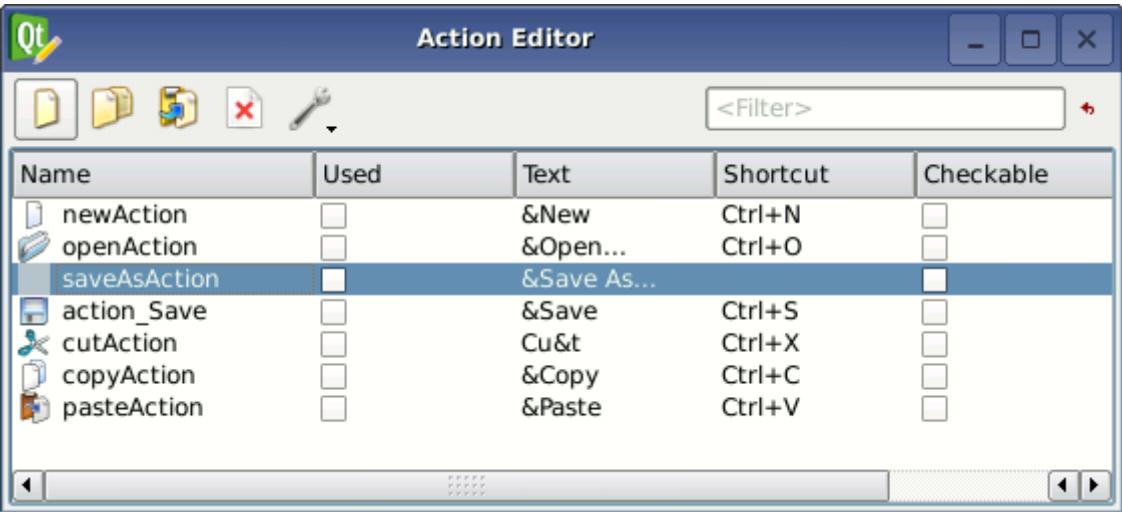 Qt Action Editor
<Filter>
Name Used Text Shortcut Checkable
newAction &New Ctrl+N
openAction &Open... Ctrl+O
saveAsAction &Save As...
action_Save &Save Ctrl+S
cutAction Cu&t Ctrl+X
copyAction &Copy Ctrl+C
pasteAction &Paste Ctrl+V